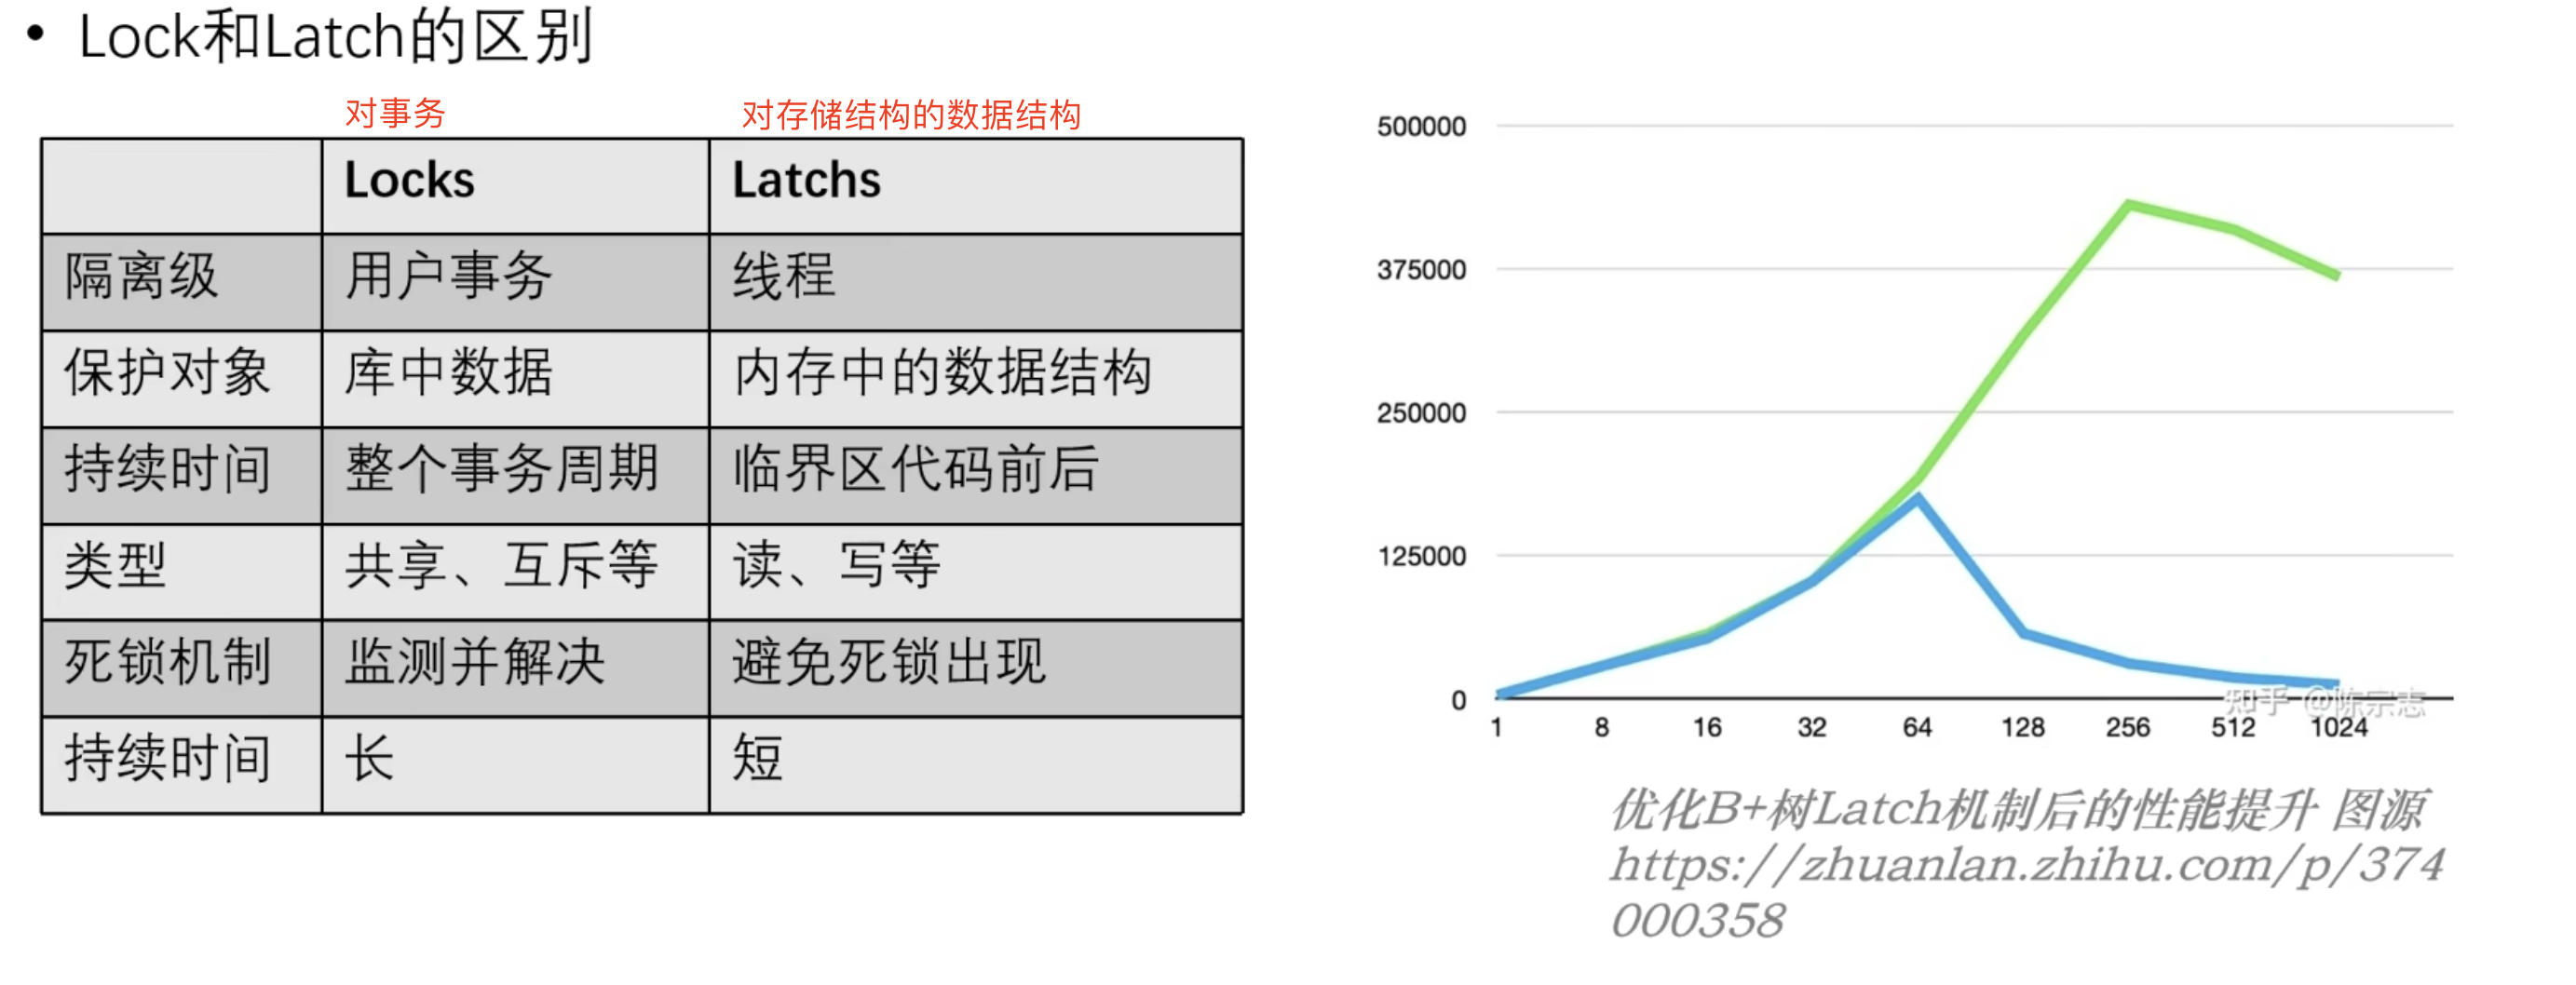 • Lock和Latch的区别
对事务 对存储结构的数据结构
Locks Latchs
隔离级 用户事务 线程
保护对象 库中数据 内存中的数据结构
持续时间 整个事务周期 临界区代码前后
类型 共享、互斥等 读、写等
死锁机制 监测并解决 避免死锁出现
持续时间 长 短
500000
375000
250000
125000
0
1 8 16 32 64 128 256 512 1024
知乎 @陈宗志
优化B+树Latch机制后的性能提升 图源
https://zhuanlan.zhihu.com/p/374
000358